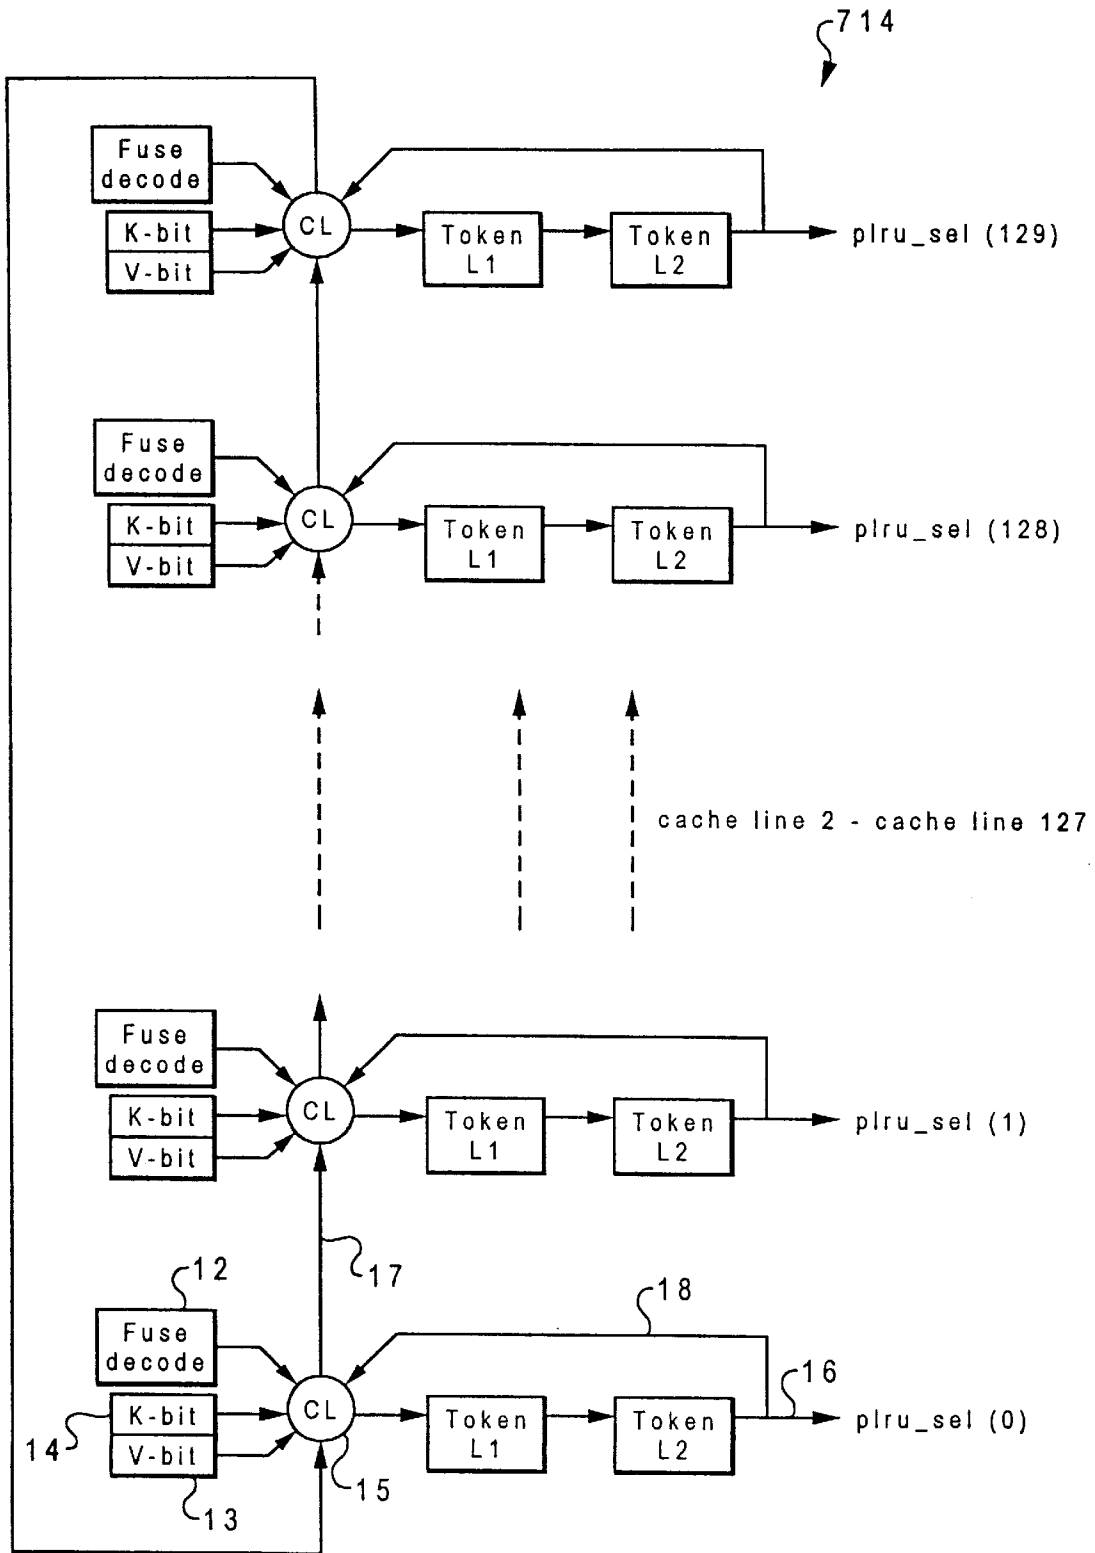 714
Fuse
decode
K-bit
V-bit
CL
Token
L1
Token
L2
plru_sel (129)
Fuse
decode
K-bit
V-bit
CL
Token
L1
Token
L2
plru_sel (128)
cache line 2 - cache line 127
Fuse
decode
K-bit
V-bit
CL
Token
L1
Token
L2
plru_sel (1)
17
12
Fuse
decode
18
16
14
K-bit
V-bit
CL
Token
L1
Token
L2
plru_sel (0)
13
15